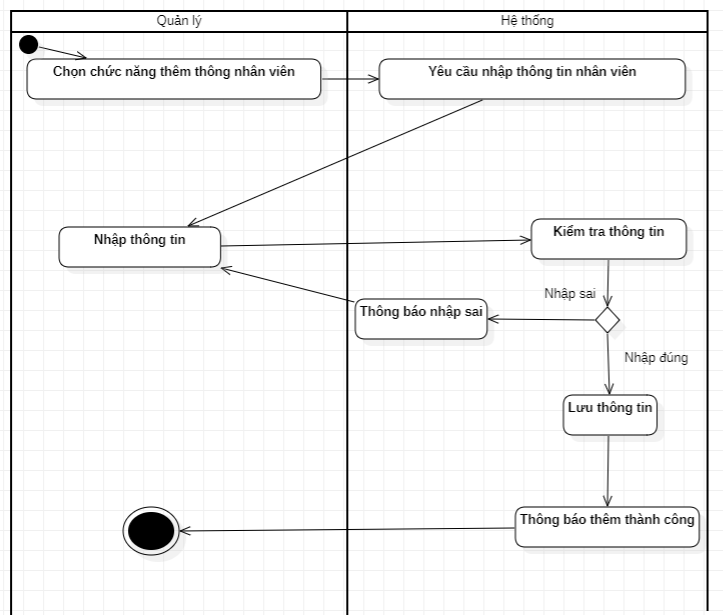 Quản lý
Hệ thống
Chọn chức năng thêm thông nhân viên
Yêu cầu nhập thông tin nhân viên
Nhập thông tin
Kiểm tra thông tin
Nhập sai
Thông báo nhập sai
Nhập đúng
Lưu thông tin
Thông báo thêm thành công